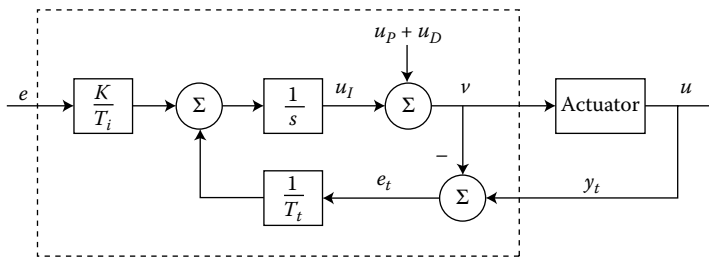 u_P + u_D
e
K
T_i
Σ
1
s
u_I
Σ
v
Actuator
u
−
1
T_t
e_t
Σ
y_t